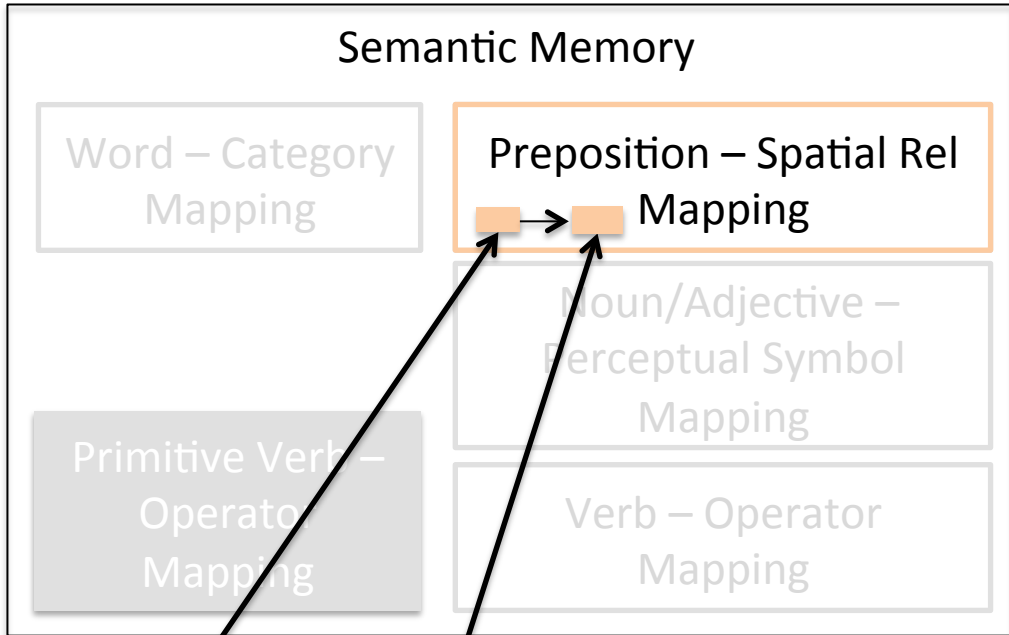 Semantic Memory
Word – Category
Mapping
Preposition – Spatial Rel
Mapping
Noun/Adjective –
Perceptual Symbol
Mapping
Primitive Verb –
Operator
Mapping
Verb – Operator
Mapping